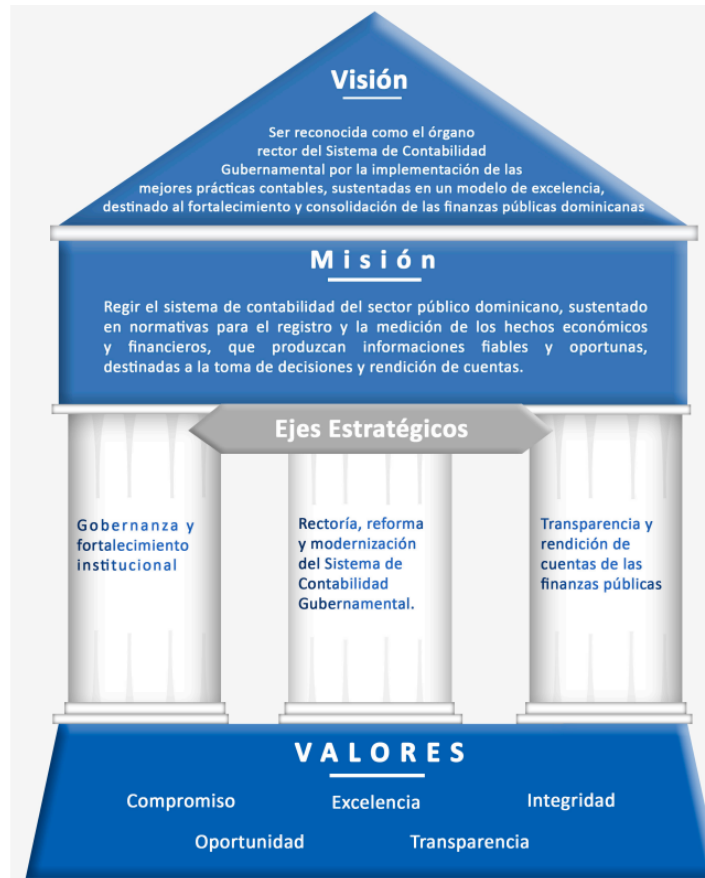 Visión
Ser reconocida como el órgano
rector del Sistema de Contabilidad
Gubernamental por la implementación de las
mejores prácticas contables, sustentadas en un modelo de excelencia,
destinado al fortalecimiento y consolidación de las finanzas públicas dominicanas
Misión
Regir el sistema de contabilidad del sector público dominicano, sustentado
en normativas para el registro y la medición de los hechos económicos
y financieros, que produzcan informaciones fiables y oportunas,
destinadas a la toma de decisiones y rendición de cuentas.
Ejes Estratégicos
Gobernanza y
fortalecimiento
institucional
Rectoría, reforma
y modernización
del Sistema de
Contabilidad
Gubernamental.
Transparencia y
rendición de
cuentas de las
finanzas públicas
VALORES
Compromiso Excelencia Integridad
Oportunidad Transparencia